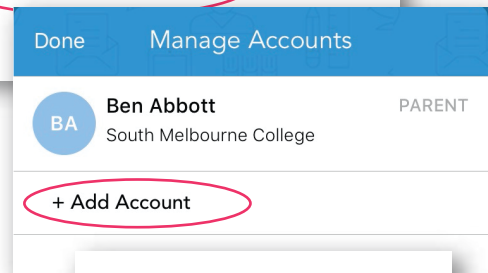 Done Manage Accounts
BA Ben Abbott PARENT
South Melbourne College
+ Add Account